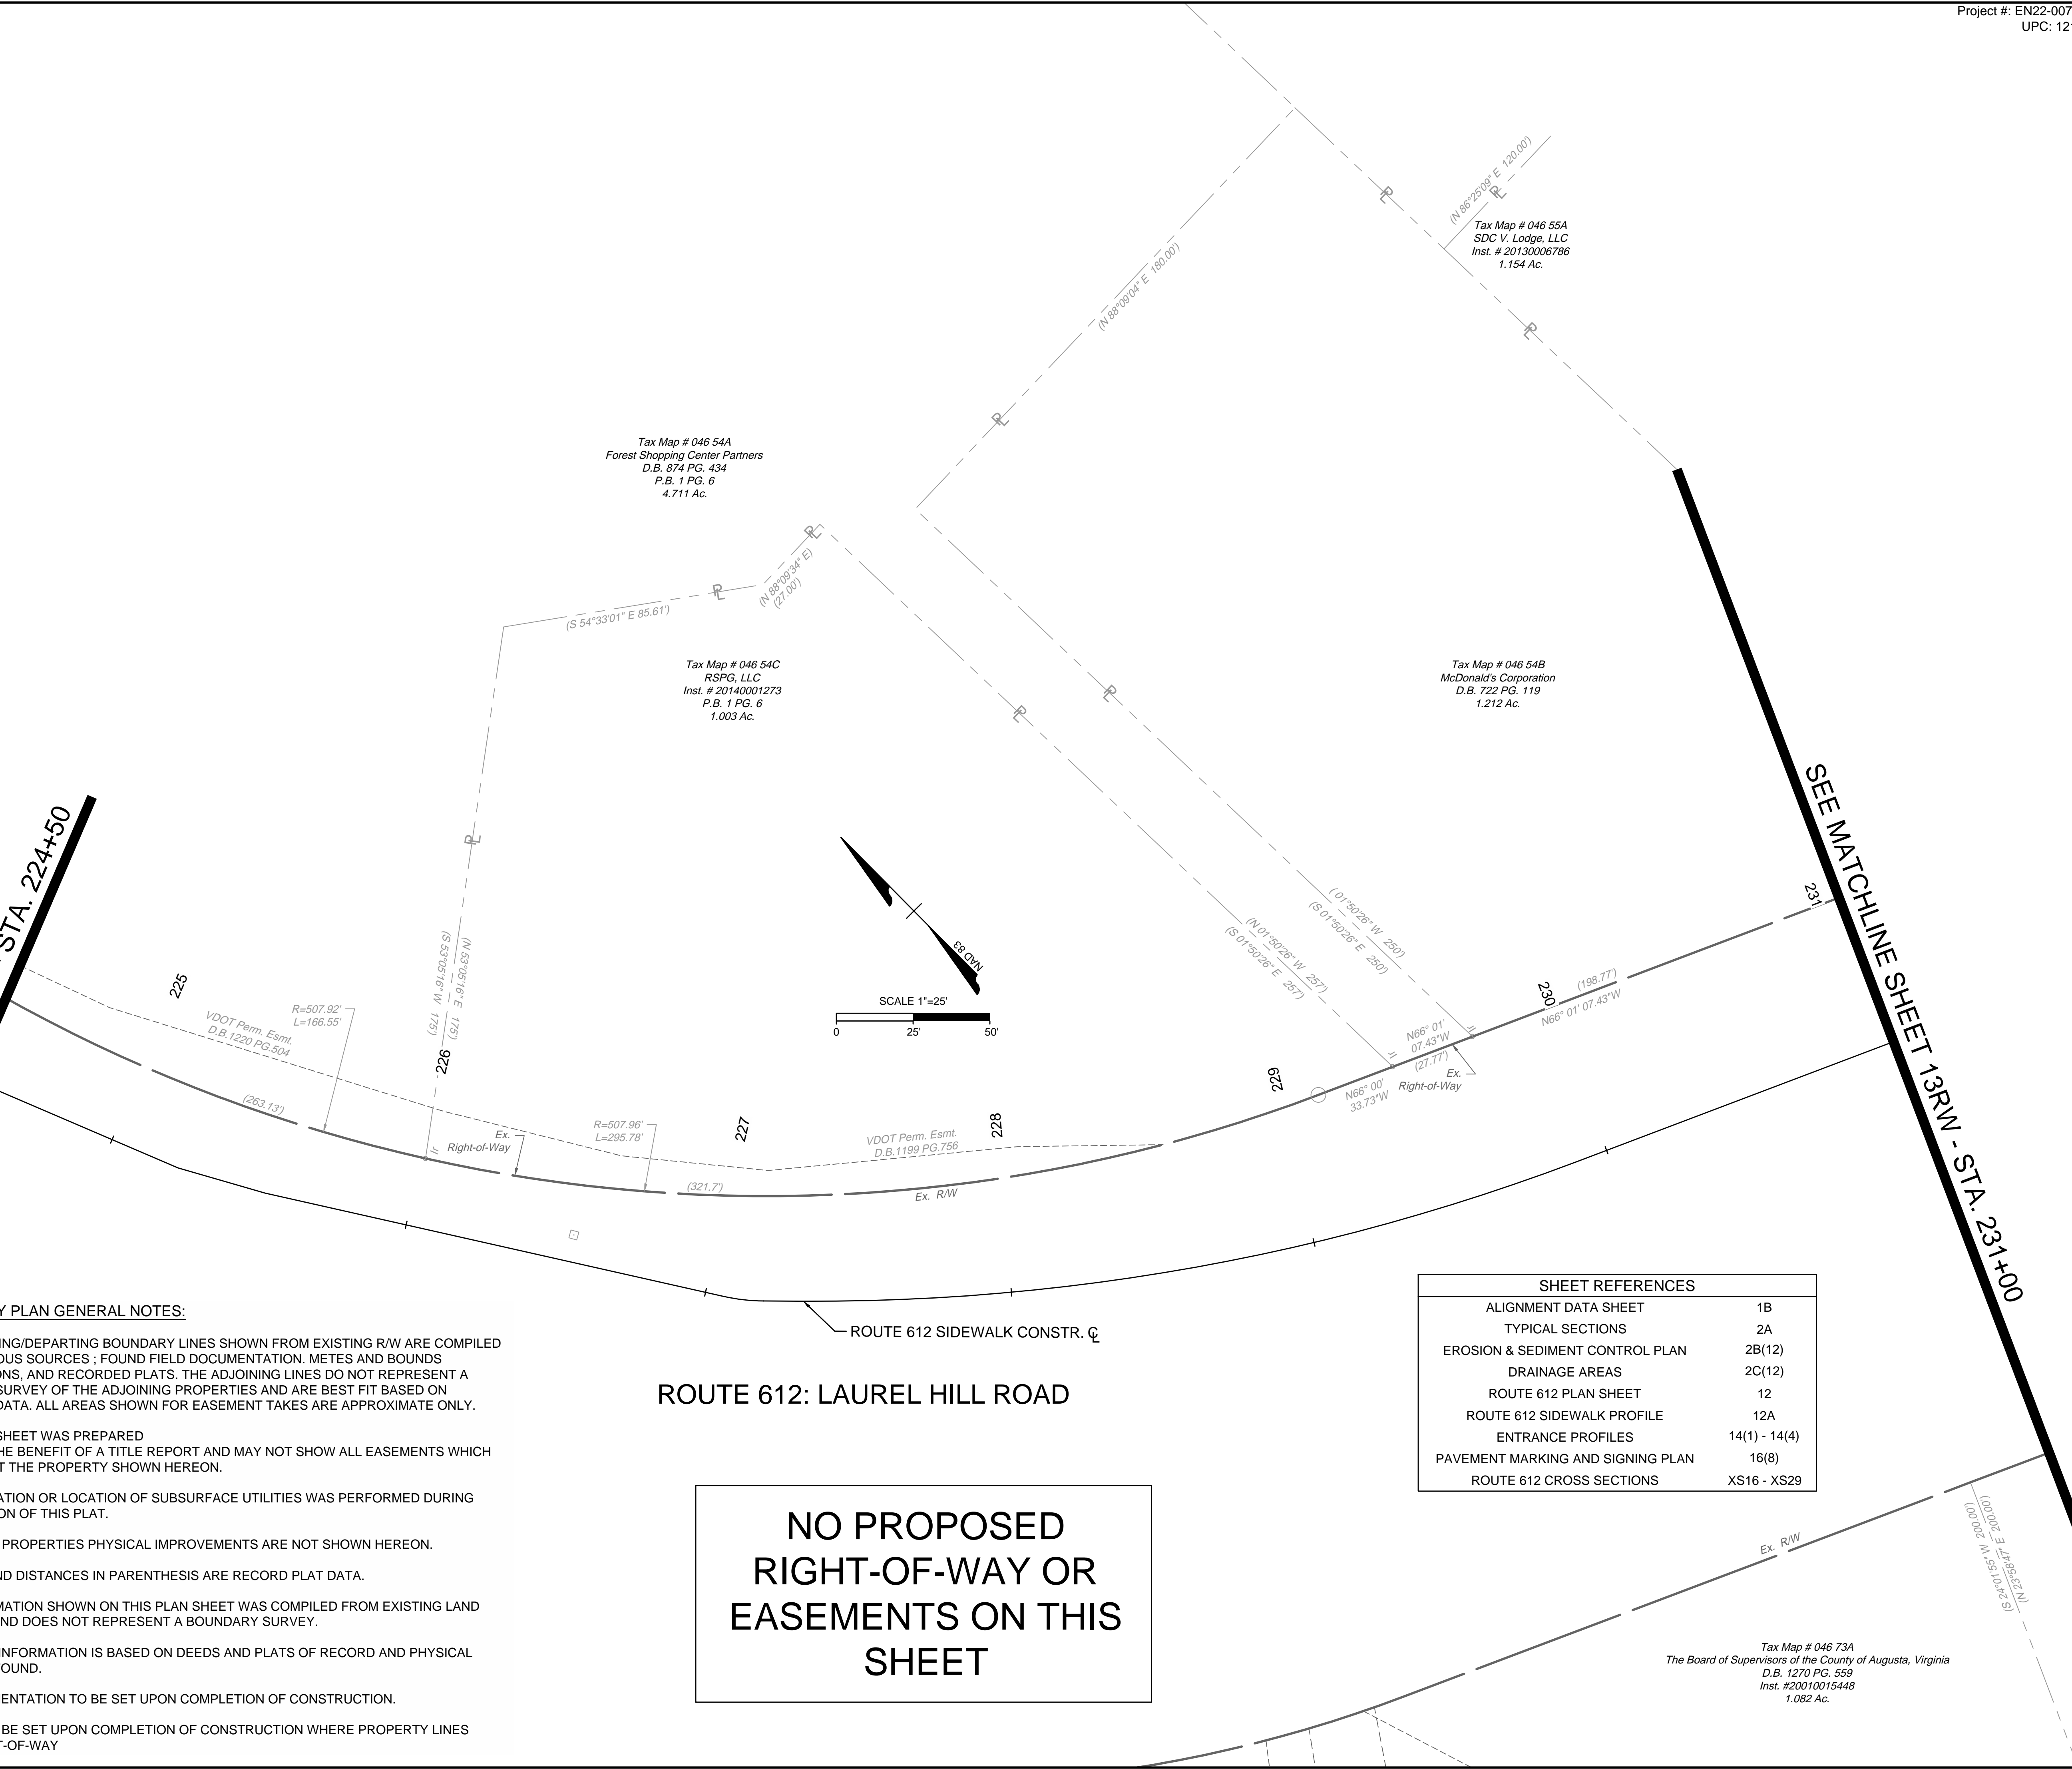 Project #: EN22-007
UPC: 12
(N 86°25'09" E 120.00')
Tax Map # 046 55A
SDC V. Lodge, LLC
Inst. # 20130006786
1.154 Ac.
(N 88°09'04" E 180.00')
Tax Map # 046 54A
Forest Shopping Center Partners
D.B. 874 PG. 434
P.B. 1 PG. 6
4.711 Ac.
(N 88°09'34" E)
(27.00')
(S 54°33'01" E 85.61')
Tax Map # 046 54C
RSPG, LLC
Inst. # 20140001273
P.B. 1 PG. 6
1.003 Ac.
Tax Map # 046 54B
McDonald's Corporation
D.B. 722 PG. 119
1.212 Ac.
STA. 224+50
SEE MATCHLINE SHEET 13RW - STA. 231+00
NAD 83
SCALE 1"=25'
0 25' 50'
(N 53°05'16" E 175')
(S 53°05'16" W 175')
(N 01°50'26" W 257')
(S 01°50'26" E 257')
( 01°50'26" W 250')
(S 01°50'26" E 250')
225
226
227
228
229
230
231
R=507.92'
L=166.55'
VDOT Perm. Esmt.
D.B.1220 PG.504
(263.13')
Ex.
Right-of-Way
R=507.96'
L=295.78'
(321.7')
VDOT Perm. Esmt.
D.B.1199 PG.756
Ex. R/W
N66° 00'
33.73"W
N66° 01'
07.43"W
(27.77')
Ex.
Right-of-Way
(198.77')
N66° 01' 07.43"W
ROUTE 612 SIDEWALK CONSTR. ℄
ROUTE 612: LAUREL HILL ROAD
Y PLAN GENERAL NOTES:
ING/DEPARTING BOUNDARY LINES SHOWN FROM EXISTING R/W ARE COMPILED
OUS SOURCES ; FOUND FIELD DOCUMENTATION. METES AND BOUNDS
ONS, AND RECORDED PLATS. THE ADJOINING LINES DO NOT REPRESENT A
SURVEY OF THE ADJOINING PROPERTIES AND ARE BEST FIT BASED ON
DATA. ALL AREAS SHOWN FOR EASEMENT TAKES ARE APPROXIMATE ONLY.
SHEET WAS PREPARED
HE BENEFIT OF A TITLE REPORT AND MAY NOT SHOW ALL EASEMENTS WHICH
T THE PROPERTY SHOWN HEREON.
ATION OR LOCATION OF SUBSURFACE UTILITIES WAS PERFORMED DURING
ON OF THIS PLAT.
PROPERTIES PHYSICAL IMPROVEMENTS ARE NOT SHOWN HEREON.
ND DISTANCES IN PARENTHESIS ARE RECORD PLAT DATA.
MATION SHOWN ON THIS PLAN SHEET WAS COMPILED FROM EXISTING LAND
ND DOES NOT REPRESENT A BOUNDARY SURVEY.
INFORMATION IS BASED ON DEEDS AND PLATS OF RECORD AND PHYSICAL
OUND.
ENTATION TO BE SET UPON COMPLETION OF CONSTRUCTION.
BE SET UPON COMPLETION OF CONSTRUCTION WHERE PROPERTY LINES
T-OF-WAY
NO PROPOSED
RIGHT-OF-WAY OR
EASEMENTS ON THIS
SHEET
SHEET REFERENCES
ALIGNMENT DATA SHEET 1B
TYPICAL SECTIONS 2A
EROSION & SEDIMENT CONTROL PLAN 2B(12)
DRAINAGE AREAS 2C(12)
ROUTE 612 PLAN SHEET 12
ROUTE 612 SIDEWALK PROFILE 12A
ENTRANCE PROFILES 14(1) - 14(4)
PAVEMENT MARKING AND SIGNING PLAN 16(8)
ROUTE 612 CROSS SECTIONS XS16 - XS29
Ex. R/W
(S 24°01'55" W 200.00')
(N 23°58'47" E 200.00')
Tax Map # 046 73A
The Board of Supervisors of the County of Augusta, Virginia
D.B. 1270 PG. 559
Inst. #20010015448
1.082 Ac.